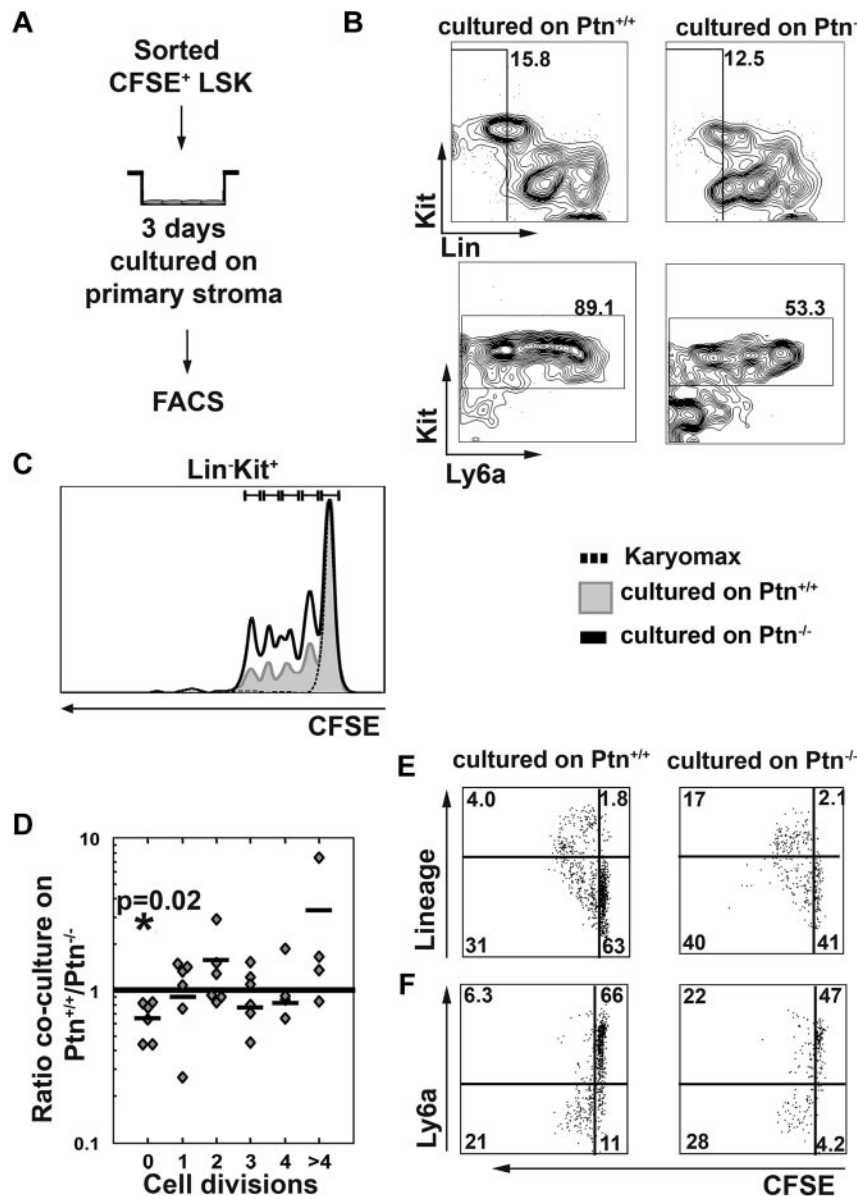 A
Sorted
CFSE⁺ LSK
3 days
cultured on
primary stroma
FACS
B
cultured on Ptn⁺/⁺
cultured on Ptn⁻
15.8
12.5
Kit
Lin
89.1
53.3
Kit
Ly6a
C
Lin⁻Kit⁺
CFSE
Karyomax
cultured on Ptn⁺/⁺
cultured on Ptn⁻/⁻
D
Ratio co-culture on
Ptn⁺/⁺/Ptn⁻/⁻
10
1
0.1
p=0.02
*
0 1 2 3 4 >4
Cell divisions
E
cultured on Ptn⁺/⁺
cultured on Ptn⁻/⁻
Lineage
4.0 1.8
31 63
17 2.1
40 41
F
Ly6a
6.3 66
21 11
22 47
28 4.2
CFSE